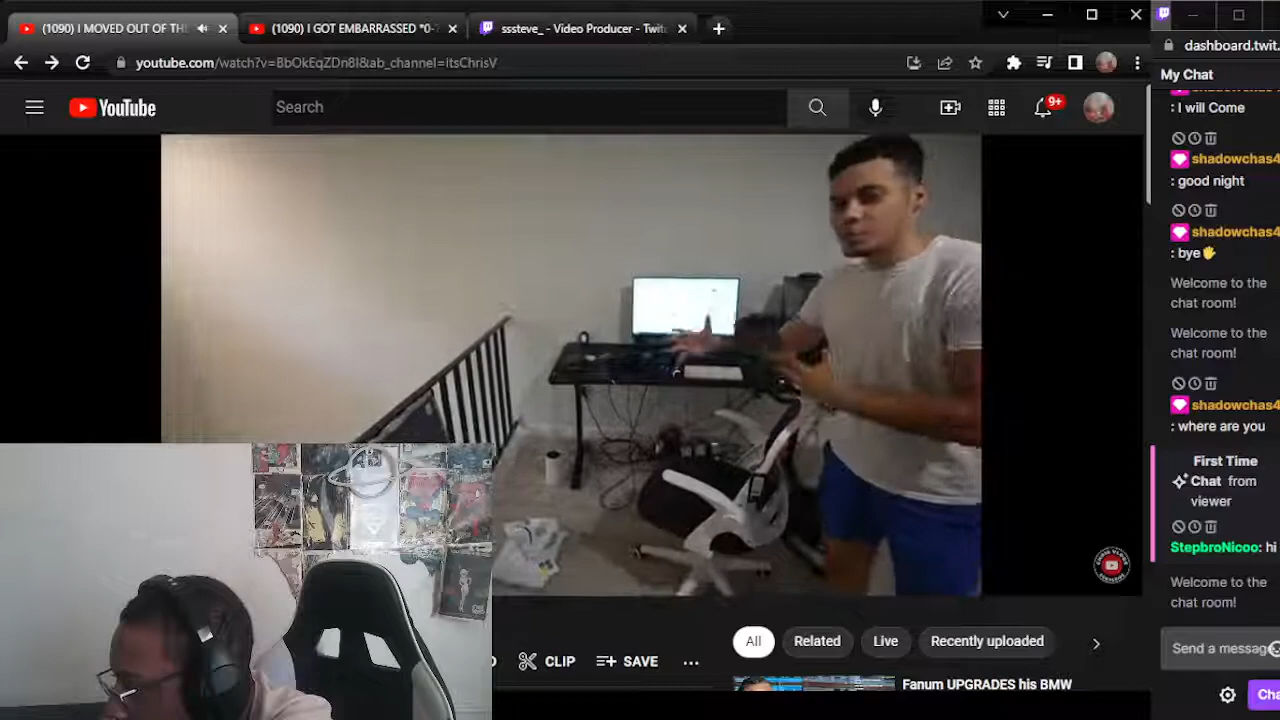 (1090) I MOVED OUT OF TH
(1090) I GOT EMBARRASSED *0-
sssteve_ - Video Producer - Twit
youtube.com/watch?v=BbOkEqZDn8I&ab_channel=itsChrisV
dashboard.twit
YouTube
Search
9+
My Chat
: I will Come
shadowchas4
: good night
shadowchas4
: bye👋
Welcome to the
chat room!
Welcome to the
chat room!
shadowchas4
: where are you
First Time
Chat from
viewer
StepbroNicoo: hi
Welcome to the
chat room!
Send a message
Cha
All
Related
Live
Recently uploaded
CLIP
SAVE
Fanum UPGRADES his BMW